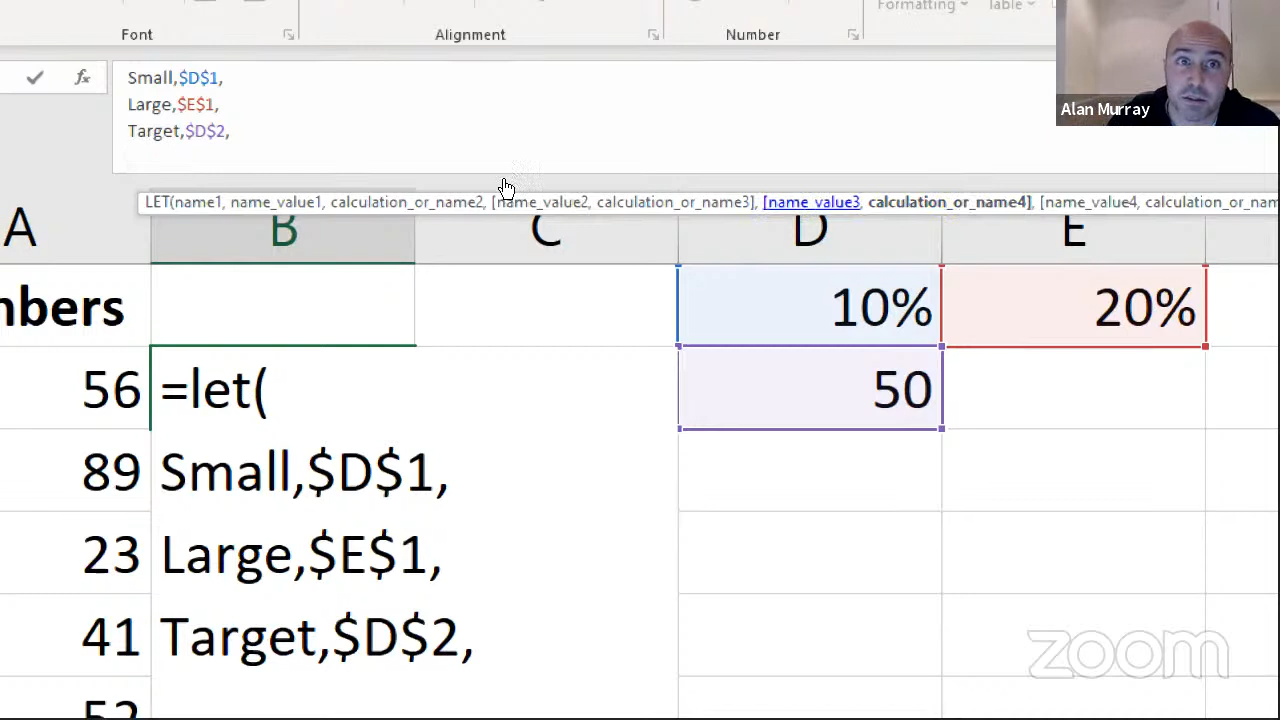 Formatting Table
Font Alignment Number
Small,$D$1,
Large,$E$1,
Target,$D$2,
Alan Murray
LET(name1, name_value1, calculation_or_name2, [name_value2, calculation_or_name3], [name_value3, calculation_or_name4], [name_value4, calculation_or_nam
A B C D E
mbers 10% 20%
56 =let( 50
89 Small,$D$1,
23 Large,$E$1,
41 Target,$D$2,
52
zoom